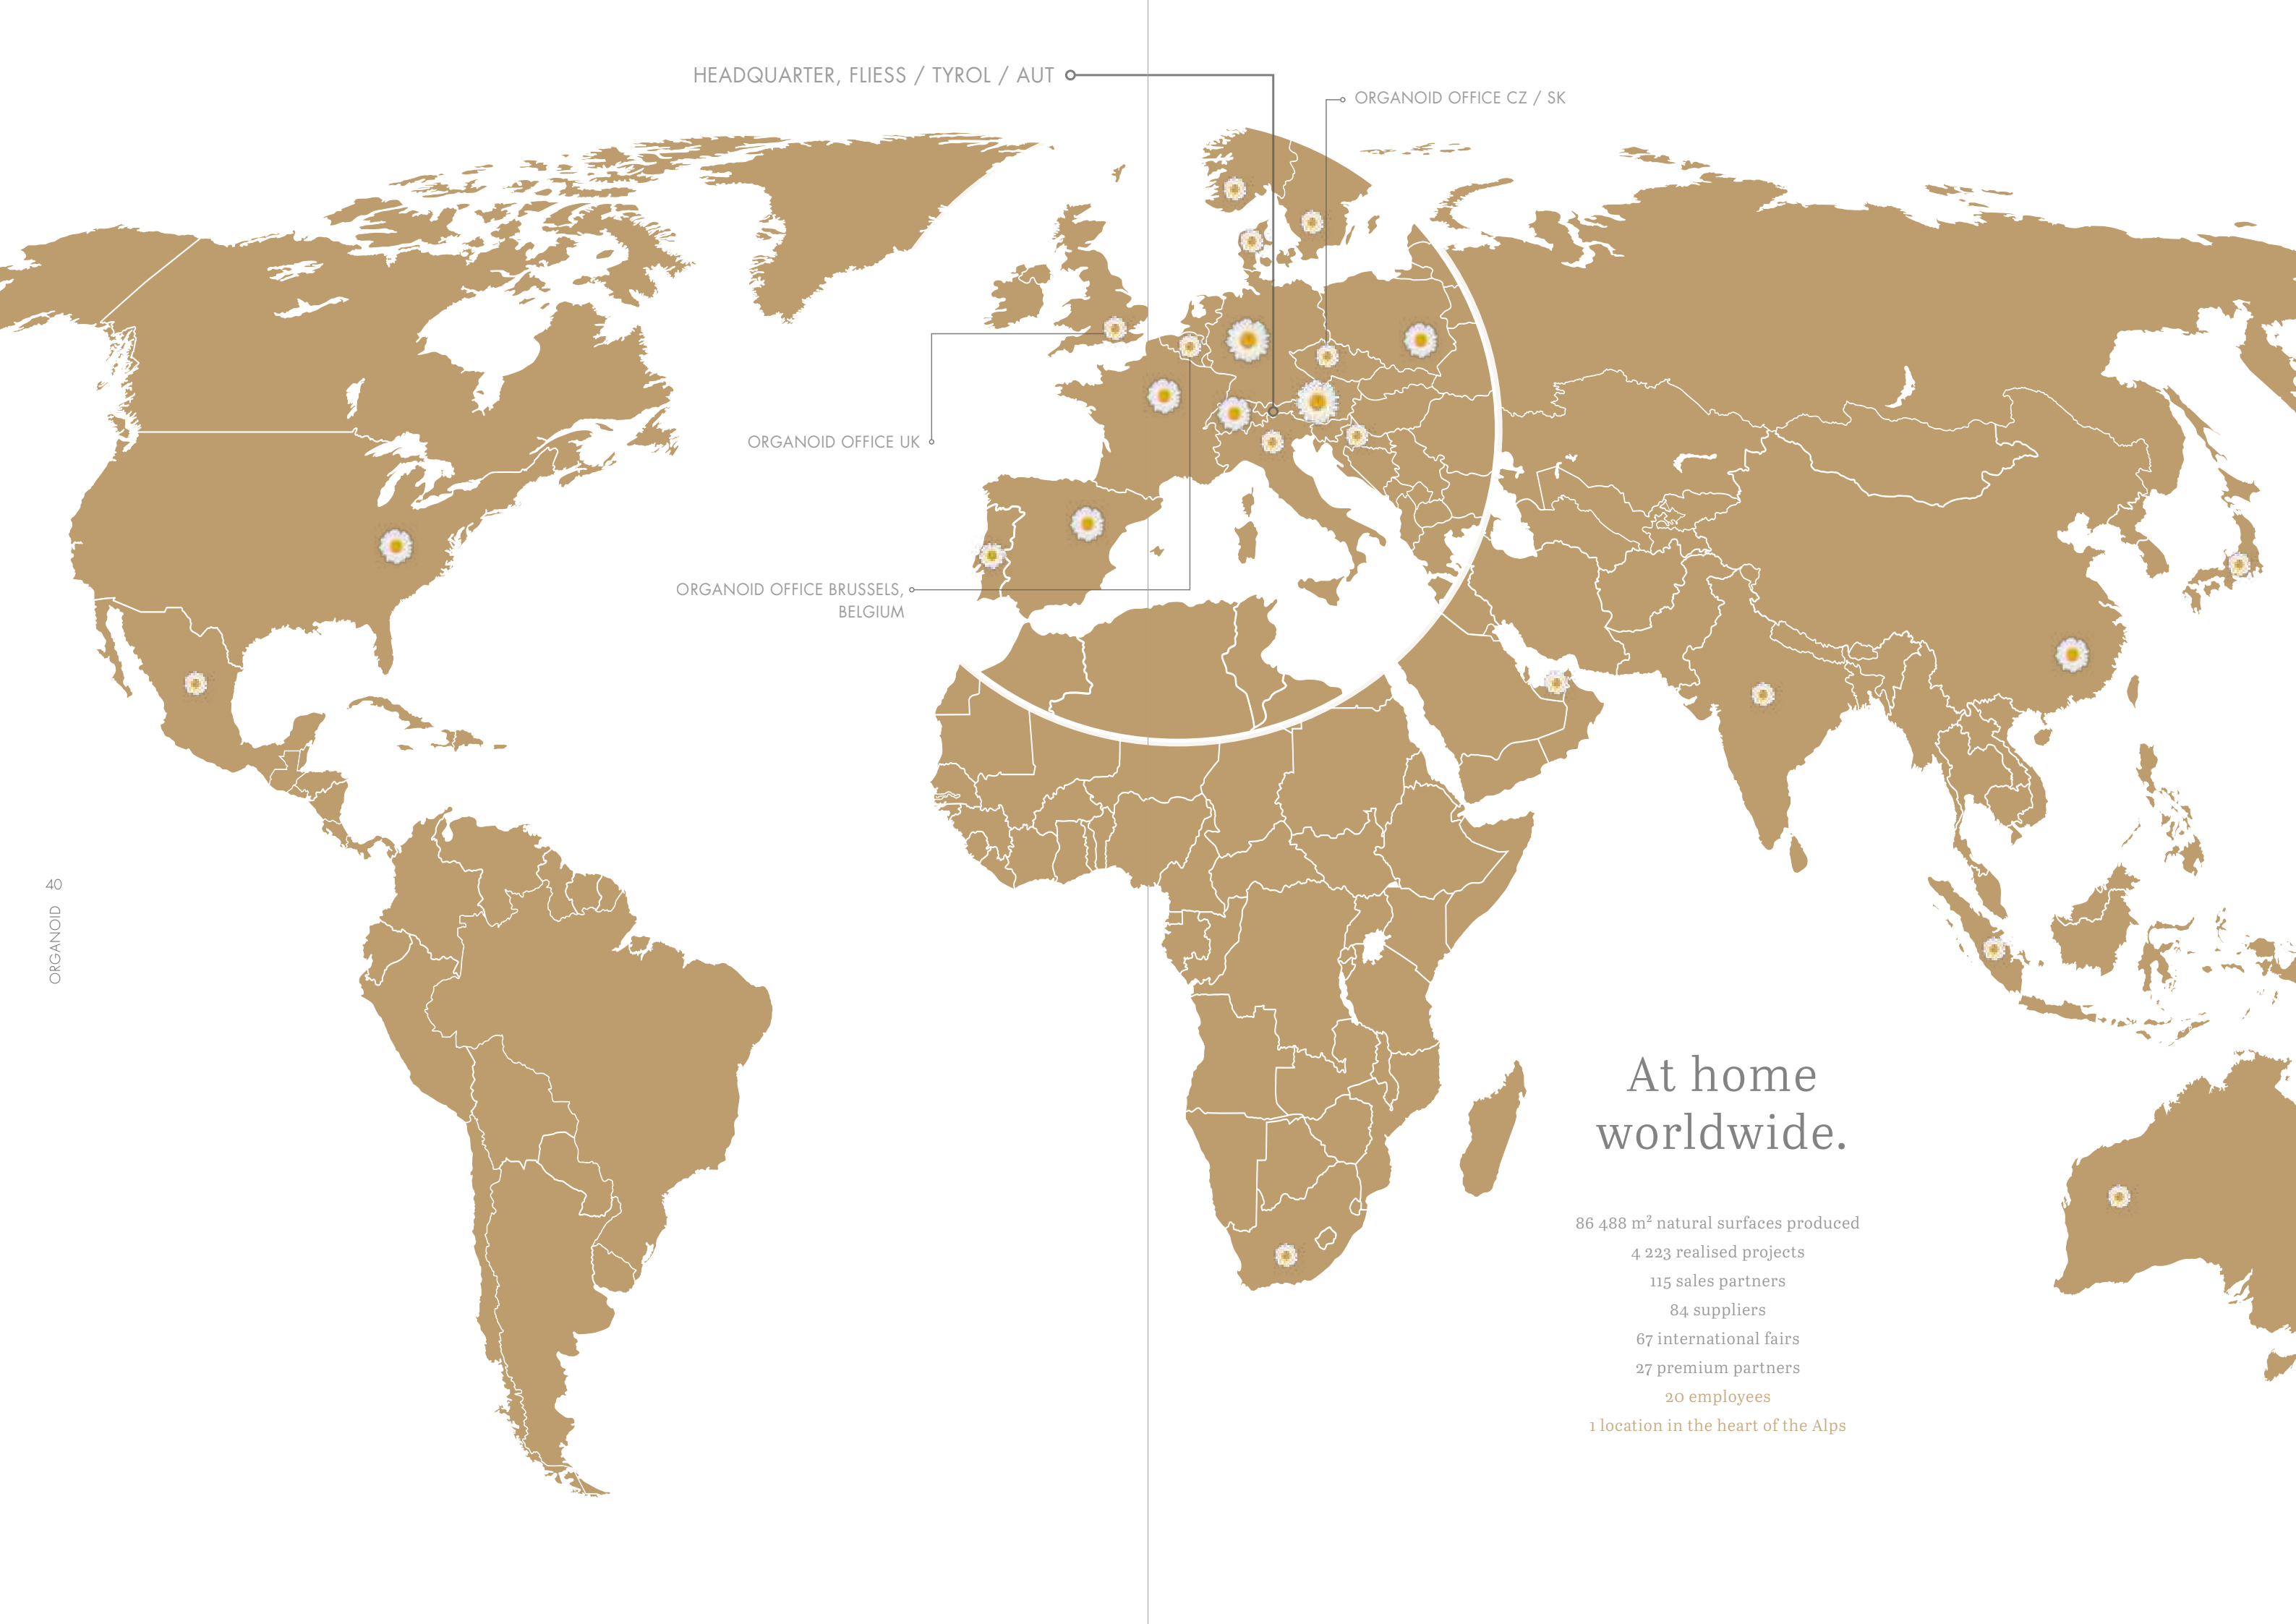 HEADQUARTER, FLIESS / TYROL / AUT
ORGANOID OFFICE CZ / SK
ORGANOID OFFICE UK
ORGANOID OFFICE BRUSSELS,
BELGIUM
40
ORGANOID
At home
worldwide.
86 488 m² natural surfaces produced
4 223 realised projects
115 sales partners
84 suppliers
67 international fairs
27 premium partners
20 employees
1 location in the heart of the Alps